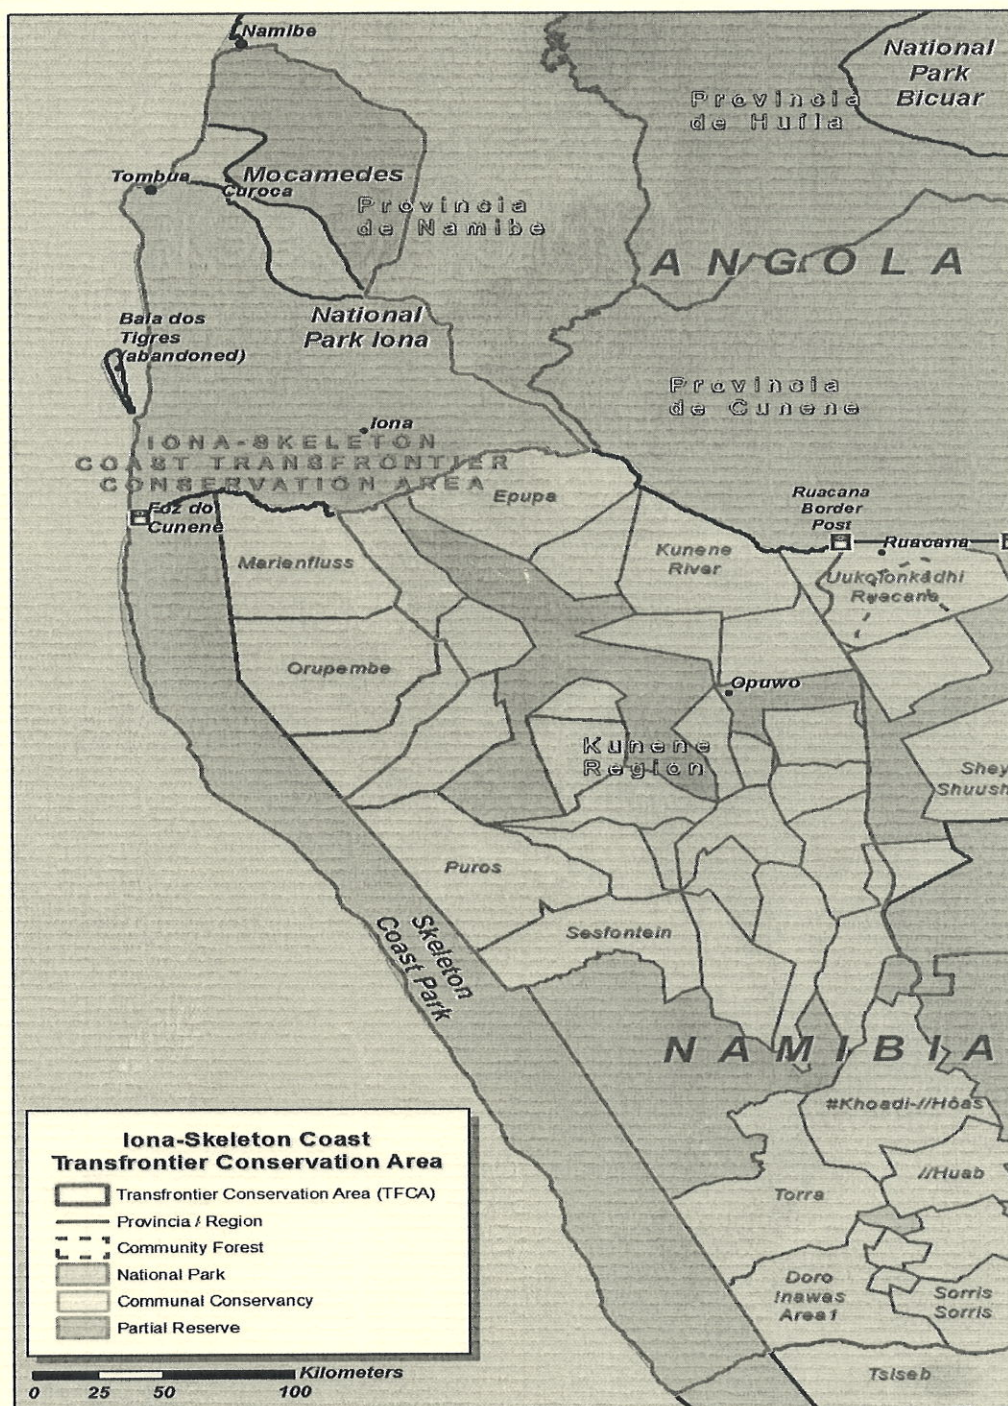 Namibe
National
Park
Bicuar
Provincia
de Huíla
Tombua
Mocamedes
Curoca
Provincia
de Namibe
ANGOLA
Baia dos
Tigres
(abandoned)
National
Park Iona
Provincia
de Cunene
Iona
IONA-SKELETON
COAST TRANSFRONTIER
CONSERVATION AREA
Epupa
Ruacana
Border
Post
Foz do
Cunene
Ruacana
Marienfluss
Kunene
River
Uukolonkadhi
Ruacana
Orupembe
Opuwo
Kunene
Region
Shey
Shuush
Puros
Skeleton
Coast Park
Sesfontein
NAMIBIA
#Khoadi-//Hôas
//Huab
Torra
Doro
!nawas
Area1
Sorris
Sorris
Tsiseb
Iona-Skeleton Coast
Transfrontier Conservation Area
Transfrontier Conservation Area (TFCA)
Provincia / Region
Community Forest
National Park
Communal Conservancy
Partial Reserve
Kilometers
0 25 50 100